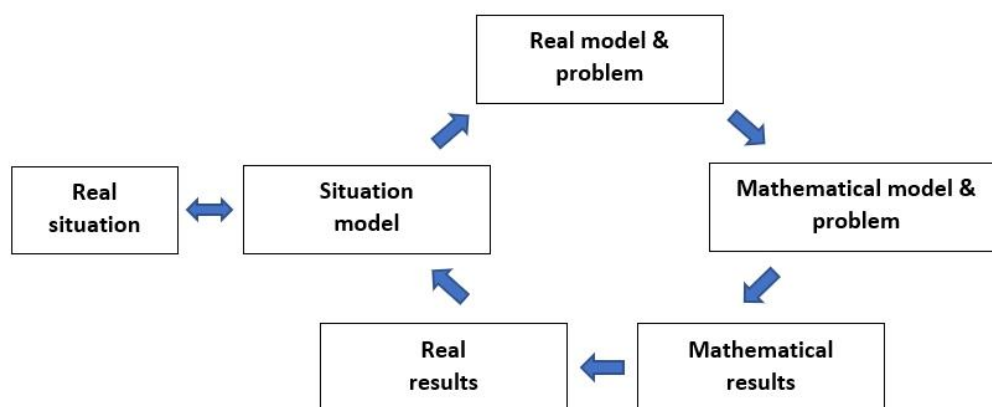 Real model &
problem
Real
situation
Situation
model
Mathematical model &
problem
Real
results
Mathematical
results